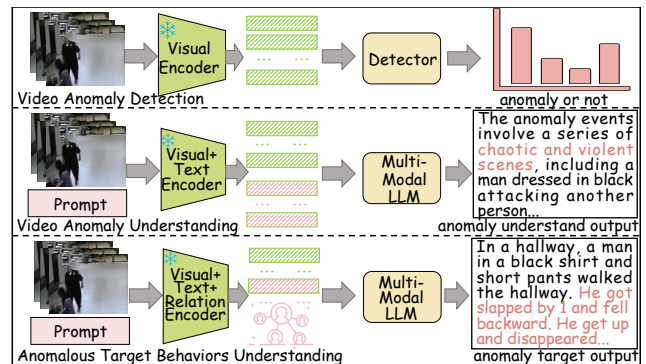 Visual
Encoder
Detector
Video Anomaly Detection
anomaly or not
Visual+
Text
Encoder
Prompt
Multi-
Modal
LLM
The anomaly events
involve a series of
chaotic and violent
scenes, including a
man dressed in black
attacking another
person...
Video Anomaly Understanding
anomaly understand output
Visual+
Text+
Relation
Encoder
Prompt
Multi-
Modal
LLM
In a hallway, a man
in a black shirt and
short pants walked
the hallway. He got
slapped by 1 and fell
backward. He get up
and disappeared...
Anomalous Target Behaviors Understanding
anomaly target output